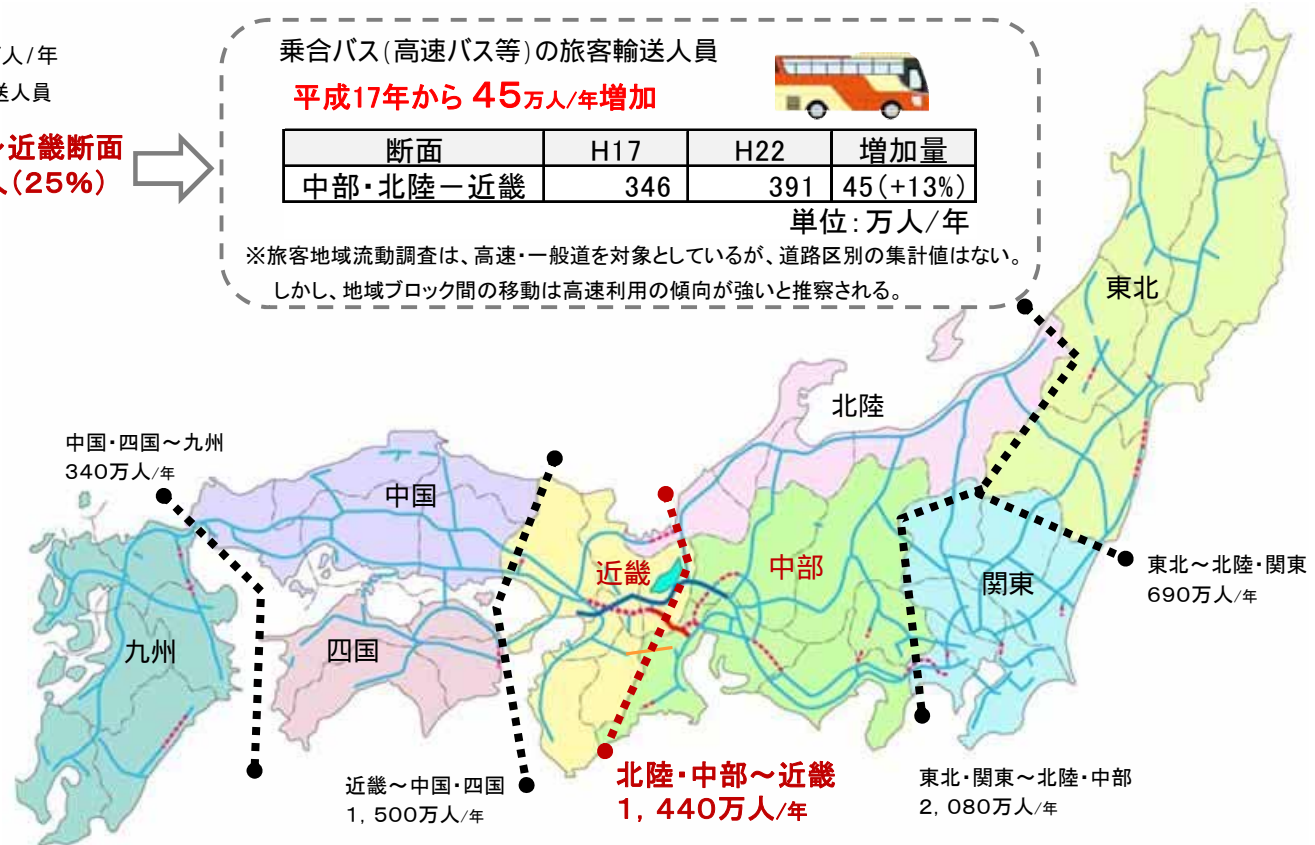 万人/年
送人員
～近畿断面
人(25%)
乗合バス(高速バス等)の旅客輸送人員
平成17年から 45万人/年増加
断面 H17 H22 増加量
中部・北陸－近畿 346 391 45(+13%)
単位：万人/年
※旅客地域流動調査は、高速・一般道を対象としているが、道路区別の集計値はない。
しかし、地域ブロック間の移動は高速利用の傾向が強いと推察される。
東北
北陸
中国・四国～九州
340万人/年
中国
近畿
中部
関東
東北～北陸・関東
690万人/年
九州
四国
近畿～中国・四国
1,500万人/年
北陸・中部～近畿
1,440万人/年
東北・関東～北陸・中部
2,080万人/年